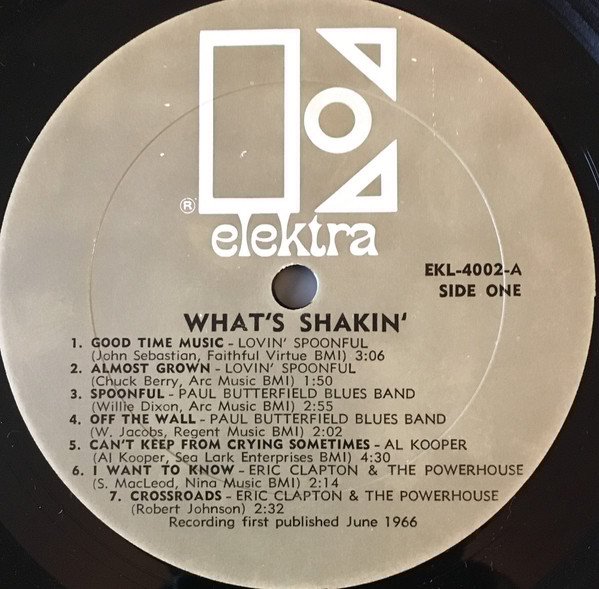 ®
elektra
EKL-4002-A
SIDE ONE
WHAT'S SHAKIN'
1. GOOD TIME MUSIC - LOVIN' SPOONFUL
(John Sebastian, Faithful Virtue BMI) 3:06
2. ALMOST GROWN - LOVIN' SPOONFUL
(Chuck Berry, Arc Music BMI) 1:50
3. SPOONFUL - PAUL BUTTERFIELD BLUES BAND
(Willie Dixon, Arc Music BMI) 2:55
4. OFF THE WALL - PAUL BUTTERFIELD BLUES BAND
(W. Jacobs, Regent Music BMI) 2:02
5. CAN'T KEEP FROM CRYING SOMETIMES - AL KOOPER
(Al Kooper, Sea Lark Enterprises BMI) 4:30
6. I WANT TO KNOW - ERIC CLAPTON & THE POWERHOUSE
(S. MacLeod, Nina Music BMI) 2:14
7. CROSSROADS - ERIC CLAPTON & THE POWERHOUSE
(Robert Johnson) 2:32
Recording first published June 1966